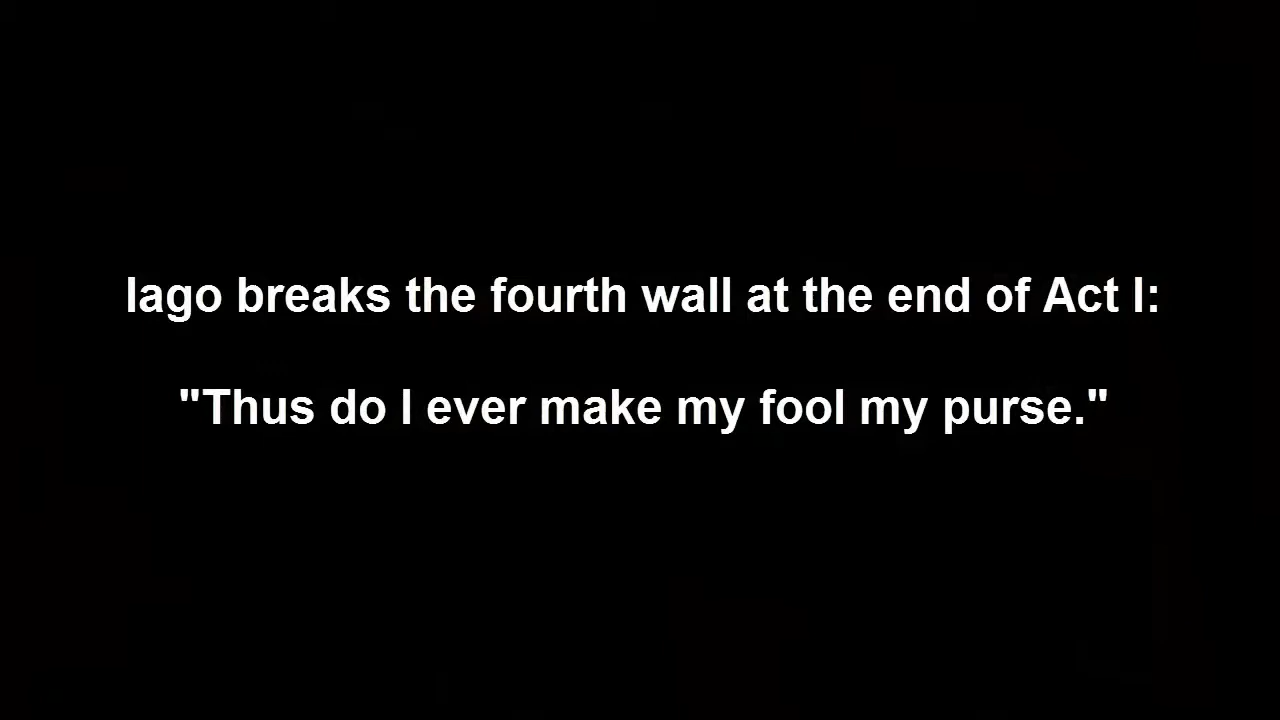 Iago breaks the fourth wall at the end of Act I:
"Thus do I ever make my fool my purse."